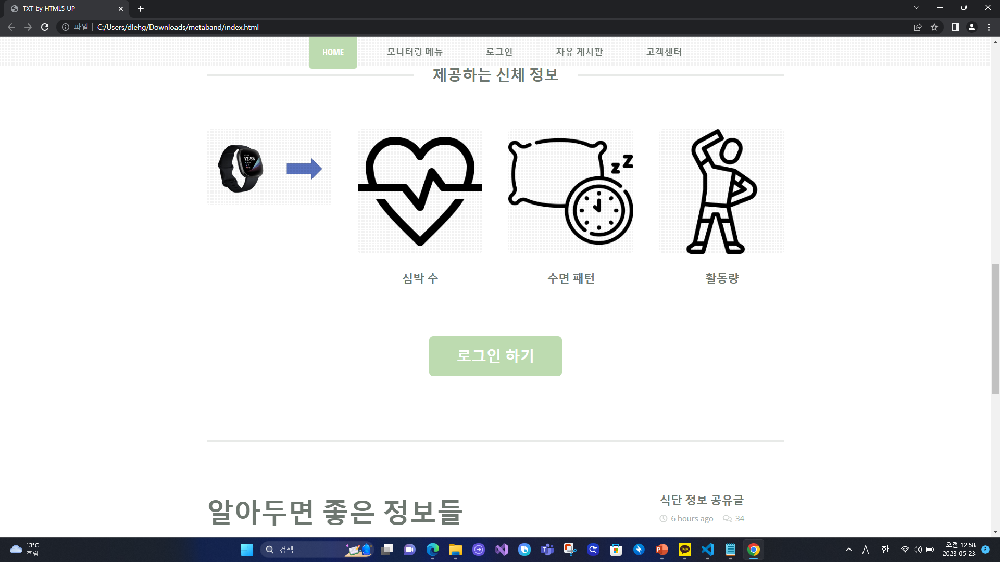 TXT by HTML5 UP
파일 C:/Users/dlehg/Downloads/metaband/index.html
HOME 모니터링 메뉴 로그인 자유 게시판 고객센터
제공하는 신체 정보
12:58
z Z
심박 수 수면 패턴 활동량
로그인 하기
알아두면 좋은 정보들
식단 정보 공유글
6 hours ago 34
13°C
흐림
검색
TALK
A 한
오전 12:58
2023-05-23
3